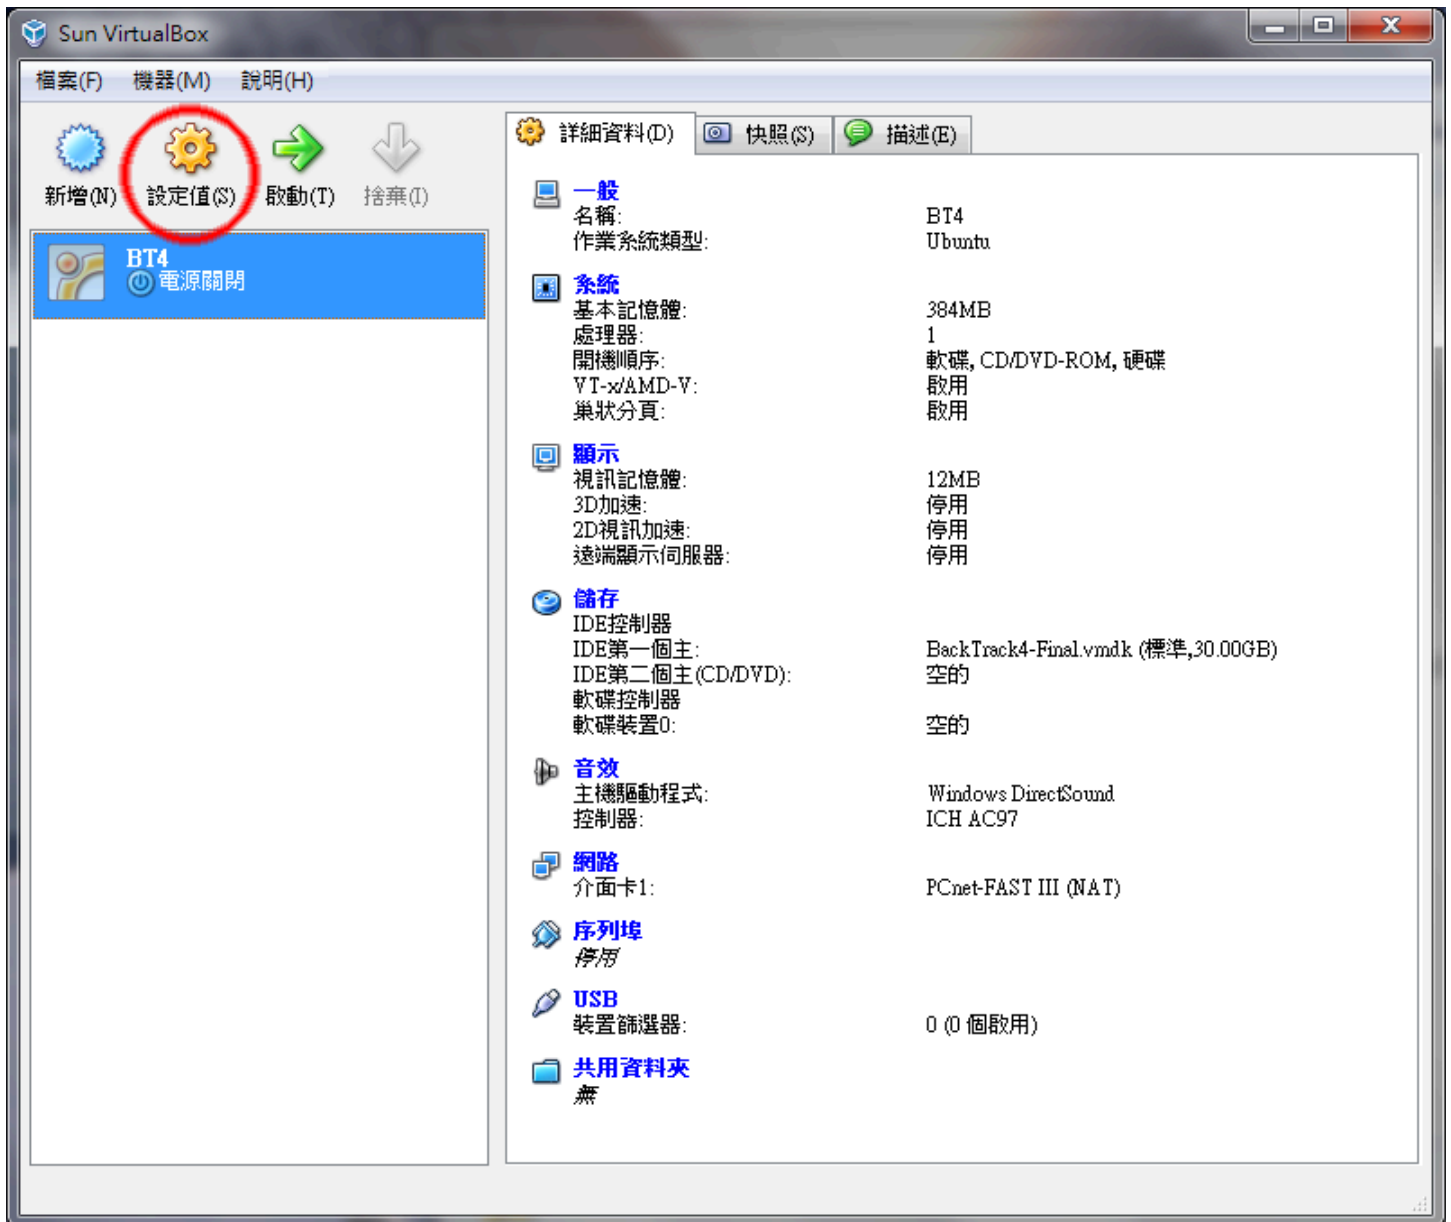 Sun VirtualBox
檔案(F) 機器(M) 說明(H)
新增(N) 設定值(S) 啟動(T) 捨棄(I)
BT4
電源關閉
詳細資料(D) 快照(S) 描述(E)
一般
名稱: BT4
作業系統類型: Ubuntu
系統
基本記憶體: 384MB
處理器: 1
開機順序: 軟碟, CD/DVD-ROM, 硬碟
VT-x/AMD-V: 啟用
巢狀分頁: 啟用
顯示
視訊記憶體: 12MB
3D加速: 停用
2D視訊加速: 停用
遠端顯示伺服器: 停用
儲存
IDE控制器
IDE第一個主: BackTrack4-Final.vmdk (標準,30.00GB)
IDE第二個主(CD/DVD): 空的
軟碟控制器
軟碟裝置0: 空的
音效
主機驅動程式: Windows DirectSound
控制器: ICH AC97
網路
介面卡1: PCnet-FAST III (NAT)
序列埠
停用
USB
裝置篩選器: 0 (0 個啟用)
共用資料夾
無